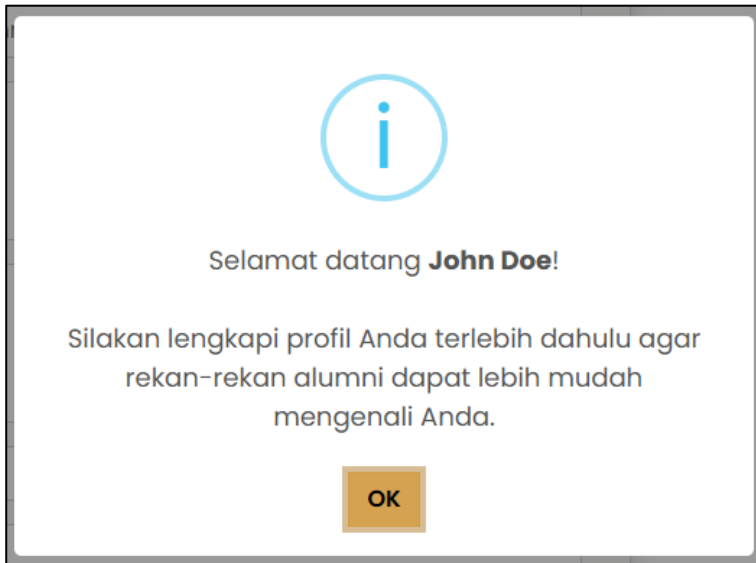 Selamat datang John Doe!
Silakan lengkapi profil Anda terlebih dahulu agar
rekan-rekan alumni dapat lebih mudah
mengenali Anda.
OK